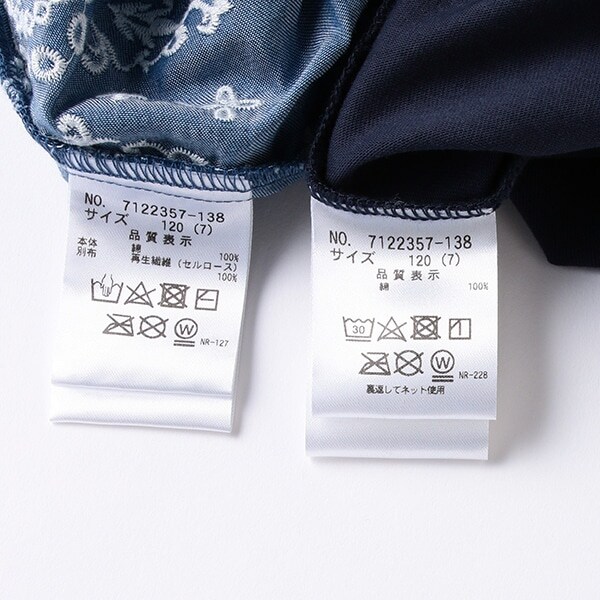 NO. 7122357-138
サイズ 120 (7)
品質表示
本体 綿 100%
別布 再生繊維（セルロース）
100%
W
NR-127
NO. 7122357-138
サイズ 120 (7)
品質表示
綿 100%
30
W
NR-228
裏返してネット使用